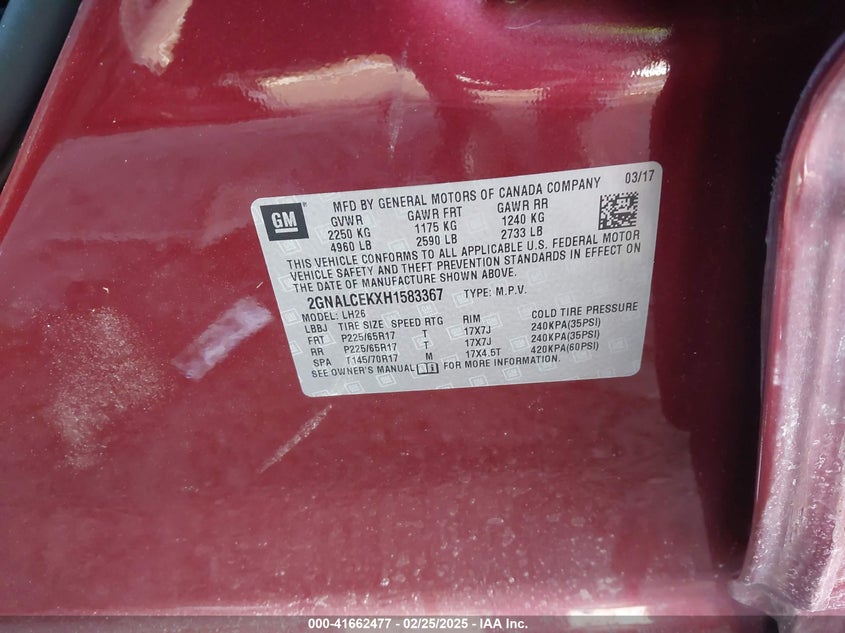 MFD BY GENERAL MOTORS OF CANADA COMPANY 03/17
GM
GVWR GAWR FRT GAWR RR
2250 KG 1175 KG 1240 KG
4960 LB 2590 LB 2733 LB
THIS VEHICLE CONFORMS TO ALL APPLICABLE U.S. FEDERAL MOTOR
VEHICLE SAFETY AND THEFT PREVENTION STANDARDS IN EFFECT ON
THE DATE OF MANUFACTURE SHOWN ABOVE.
2GNALCEKXH1583367 TYPE: M.P.V.
MODEL: LH26
LBBJ TIRE SIZE SPEED RTG RIM COLD TIRE PRESSURE
FRT P225/65R17 T 17X7J 240KPA(35PSI)
RR P225/65R17 T 17X7J 240KPA(35PSI)
SPA T145/70R17 M 17X4.5T 420KPA(60PSI)
SEE OWNER'S MANUAL FOR MORE INFORMATION.
000-41662477 - 02/25/2025 - IAA Inc.